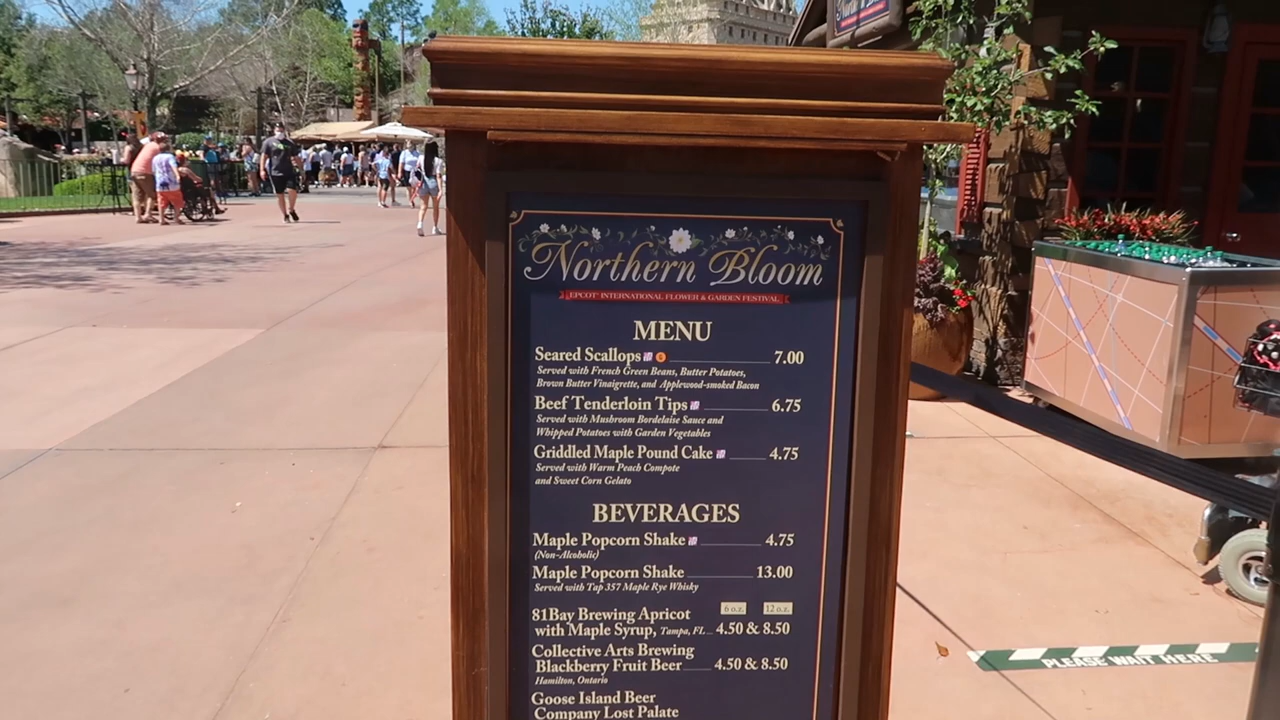 Northern Bloom
EPCOT INTERNATIONAL FLOWER & GARDEN FESTIVAL
MENU
Seared Scallops 7.00
Served with French Green Beans, Butter Potatoes,
Brown Butter Vinaigrette, and Applewood-smoked Bacon
Beef Tenderloin Tips 6.75
Served with Mushroom Bordelaise Sauce and
Whipped Potatoes with Garden Vegetables
Griddled Maple Pound Cake 4.75
Served with Warm Peach Compote
and Sweet Corn Gelato
BEVERAGES
Maple Popcorn Shake 4.75
(Non-Alcoholic)
Maple Popcorn Shake 13.00
Served with Tap 357 Maple Rye Whisky
6 oz. 12 oz.
81Bay Brewing Apricot
with Maple Syrup, Tampa, FL 4.50 & 8.50
Collective Arts Brewing
Blackberry Fruit Beer 4.50 & 8.50
Hamilton, Ontario
Goose Island Beer
Company Lost Palate
PLEASE WAIT HERE